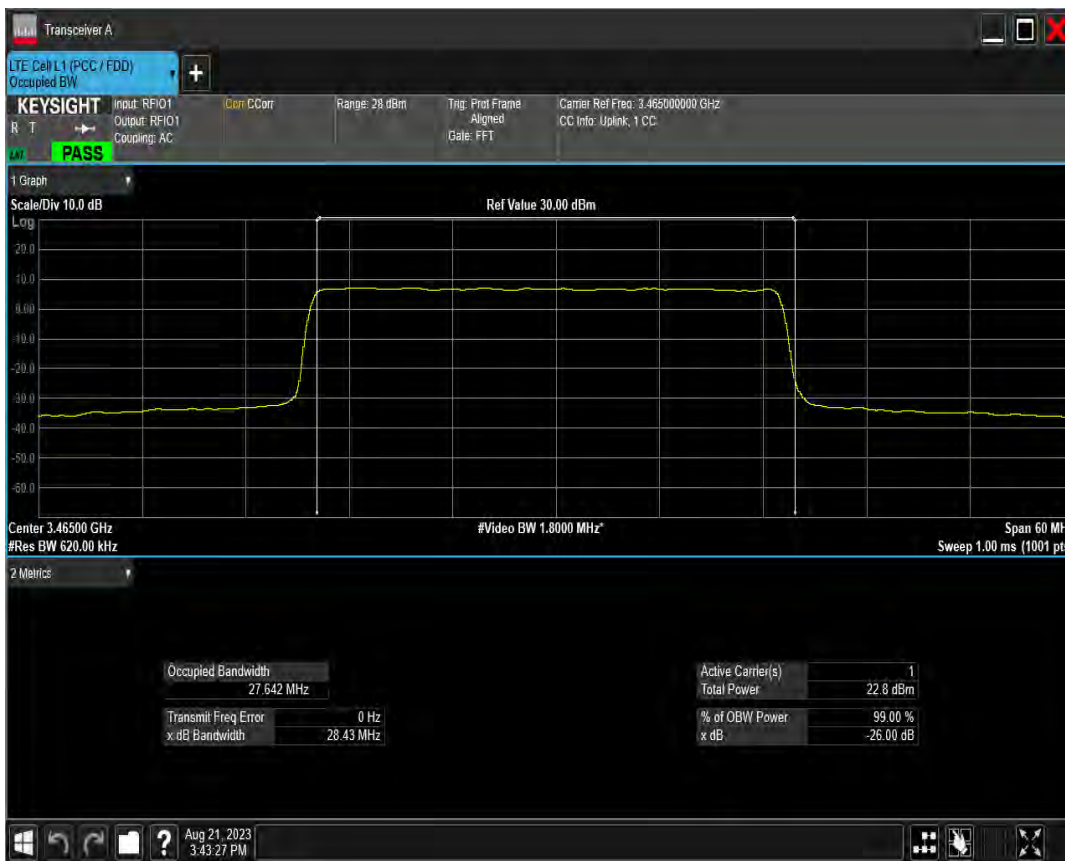 Transceiver A
LTE Cell L1 (PCC / FDD)
Occupied BW
+
KEYSIGHT
R T
PASS
Input: RFIO1
Output: RFIO1
Coupling: AC
Corr CCorr
Range: 28 dBm
Trig: Prot Frame
Aligned
Gate: FFT
Carrier Ref Freq: 3.465000000 GHz
CC Info: Uplink, 1 CC
1 Graph
Scale/Div 10.0 dB
Ref Value 30.00 dBm
Log
20.0
10.0
0.00
-10.0
-20.0
-30.0
-40.0
-50.0
-60.0
Center 3.46500 GHz
#Video BW 1.8000 MHz*
Span 60 MH
#Res BW 620.00 kHz
Sweep 1.00 ms (1001 pts
2 Metrics
Occupied Bandwidth
27.642 MHz
Transmit Freq Error 0 Hz
x dB Bandwidth 28.43 MHz
Active Carrier(s) 1
Total Power 22.8 dBm
% of OBW Power 99.00 %
x dB -26.00 dB
?
Aug 21, 2023
3:43:27 PM